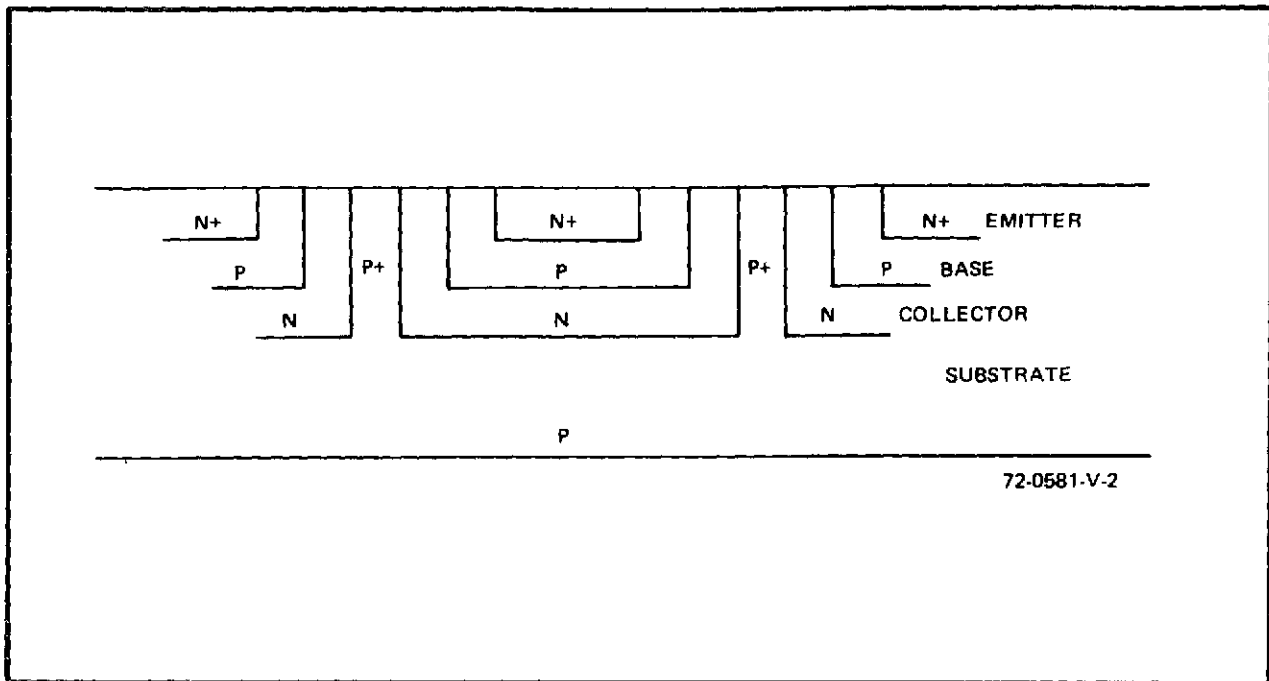 N+ N+ N+ EMITTER
P P+ P P+ P BASE
N N N COLLECTOR
SUBSTRATE
P
72-0581-V-2